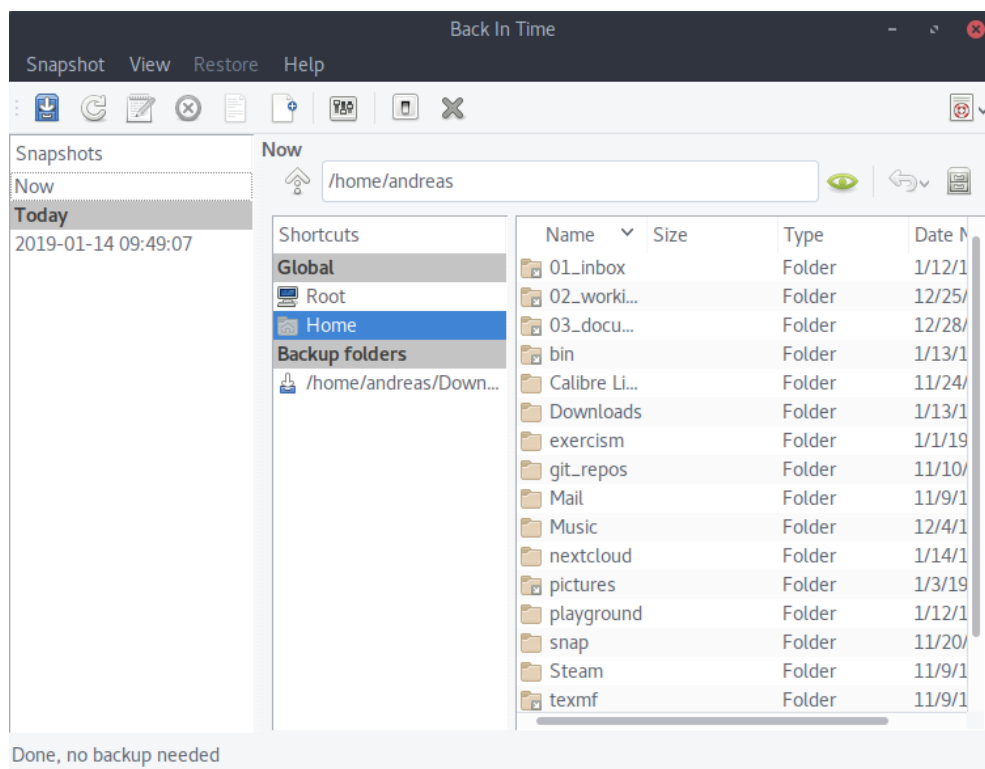 Back In Time
Snapshot View Restore Help
Snapshots
Now
Today
2019-01-14 09:49:07
Now
/home/andreas
Shortcuts
Global
Root
Home
Backup folders
/home/andreas/Down...
Name Size Type Date
01_inbox Folder 1/12/1
02_worki... Folder 12/25/
03_docu... Folder 12/28/
bin Folder 1/13/1
Calibre Li... Folder 11/24/
Downloads Folder 1/13/1
exercism Folder 1/1/19
git_repos Folder 11/10/
Mail Folder 11/9/1
Music Folder 12/4/1
nextcloud Folder 1/14/1
pictures Folder 1/3/19
playground Folder 1/12/1
snap Folder 11/20/
Steam Folder 11/9/1
texmf Folder 11/9/1
Done, no backup needed